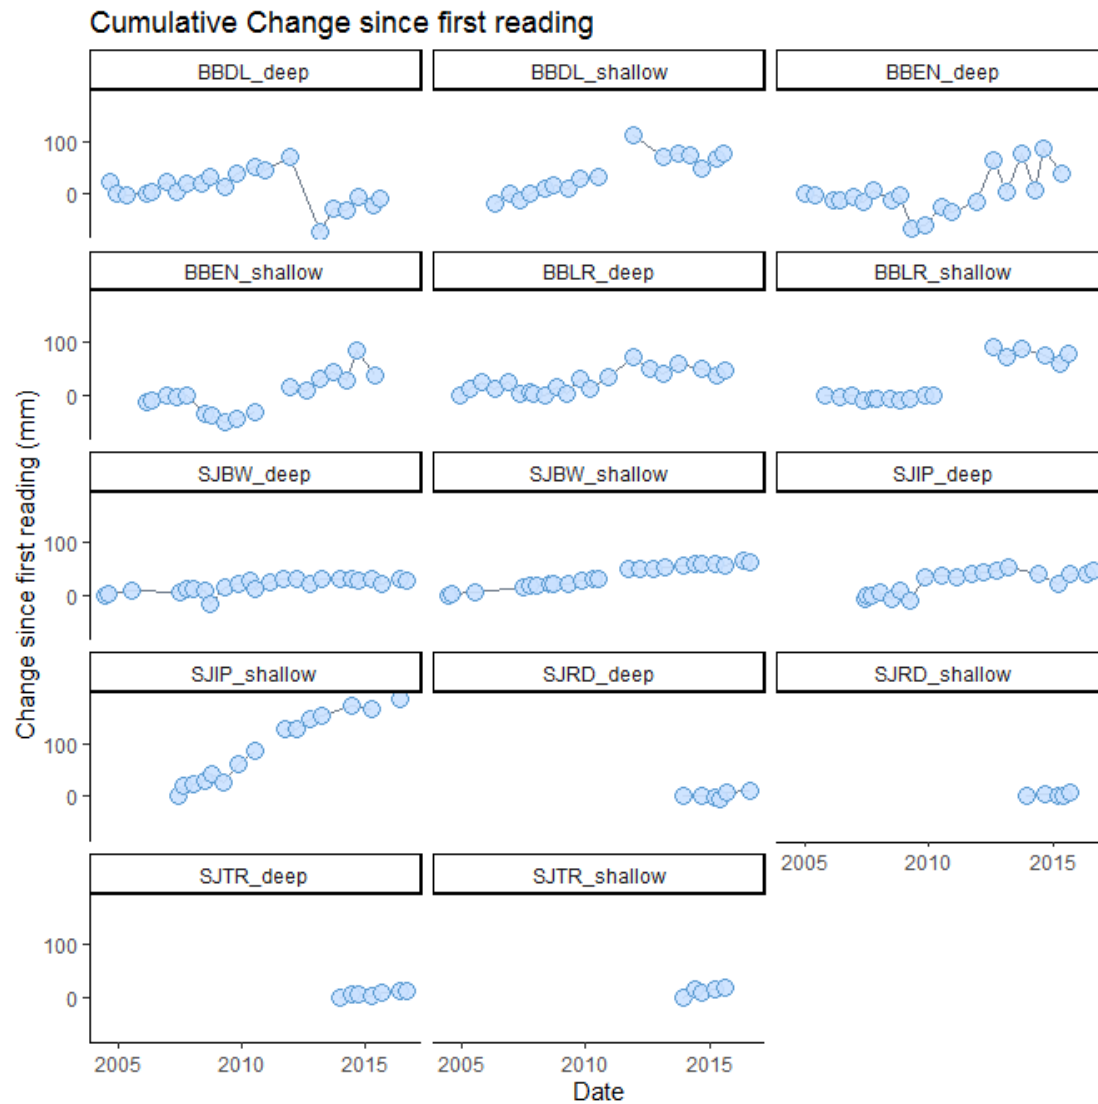 Cumulative Change since first reading
BBDL_deep
BBDL_shallow
BBEN_deep
100
0
BBEN_shallow
BBLR_deep
BBLR_shallow
100
0
SJBW_deep
SJBW_shallow
SJIP_deep
100
0
SJIP_shallow
SJRD_deep
SJRD_shallow
100
0
2005
2010
2015
SJTR_deep
SJTR_shallow
100
0
2005
2010
2015
2005
2010
2015
Date
Change since first reading (mm)